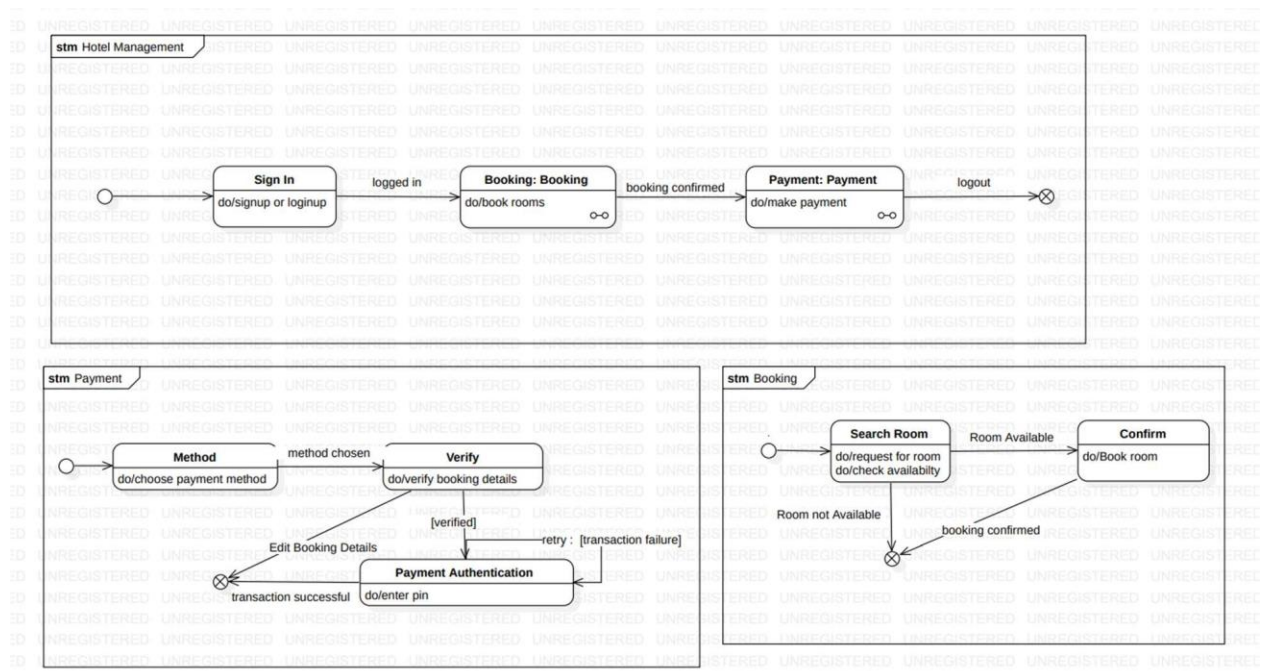 stm Hotel Management
Sign In
do/signup or loginup
logged in
Booking: Booking
do/book rooms
booking confirmed
Payment: Payment
do/make payment
logout
stm Payment
Method
do/choose payment method
method chosen
Verify
do/verify booking details
[verified]
Edit Booking Details
retry : [transaction failure]
Payment Authentication
do/enter pin
transaction successful
stm Booking
Search Room
do/request for room
do/check availabilty
Room Available
Confirm
do/Book room
Room not Available
booking confirmed
UNREGISTERED